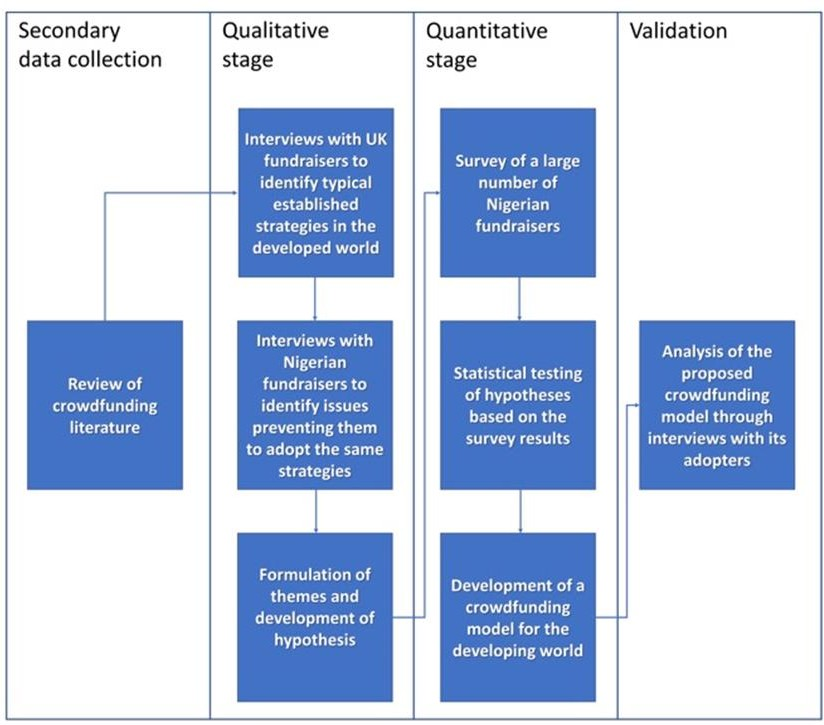 Secondary
data collection
Qualitative
stage
Quantitative
stage
Validation
Review of
crowdfunding
literature
Interviews with UK
fundraisers to
identify typical
established
strategies in the
developed world
Interviews with
Nigerian
fundraisers to
identify issues
preventing them
to adopt the same
strategies
Formulation of
themes and
development of
hypothesis
Survey of a large
number of
Nigerian
fundraisers
Statistical testing
of hypotheses
based on the
survey results
Development of a
crowdfunding
model for the
developing world
Analysis of the
proposed
crowdfunding
model through
interviews with its
adopters